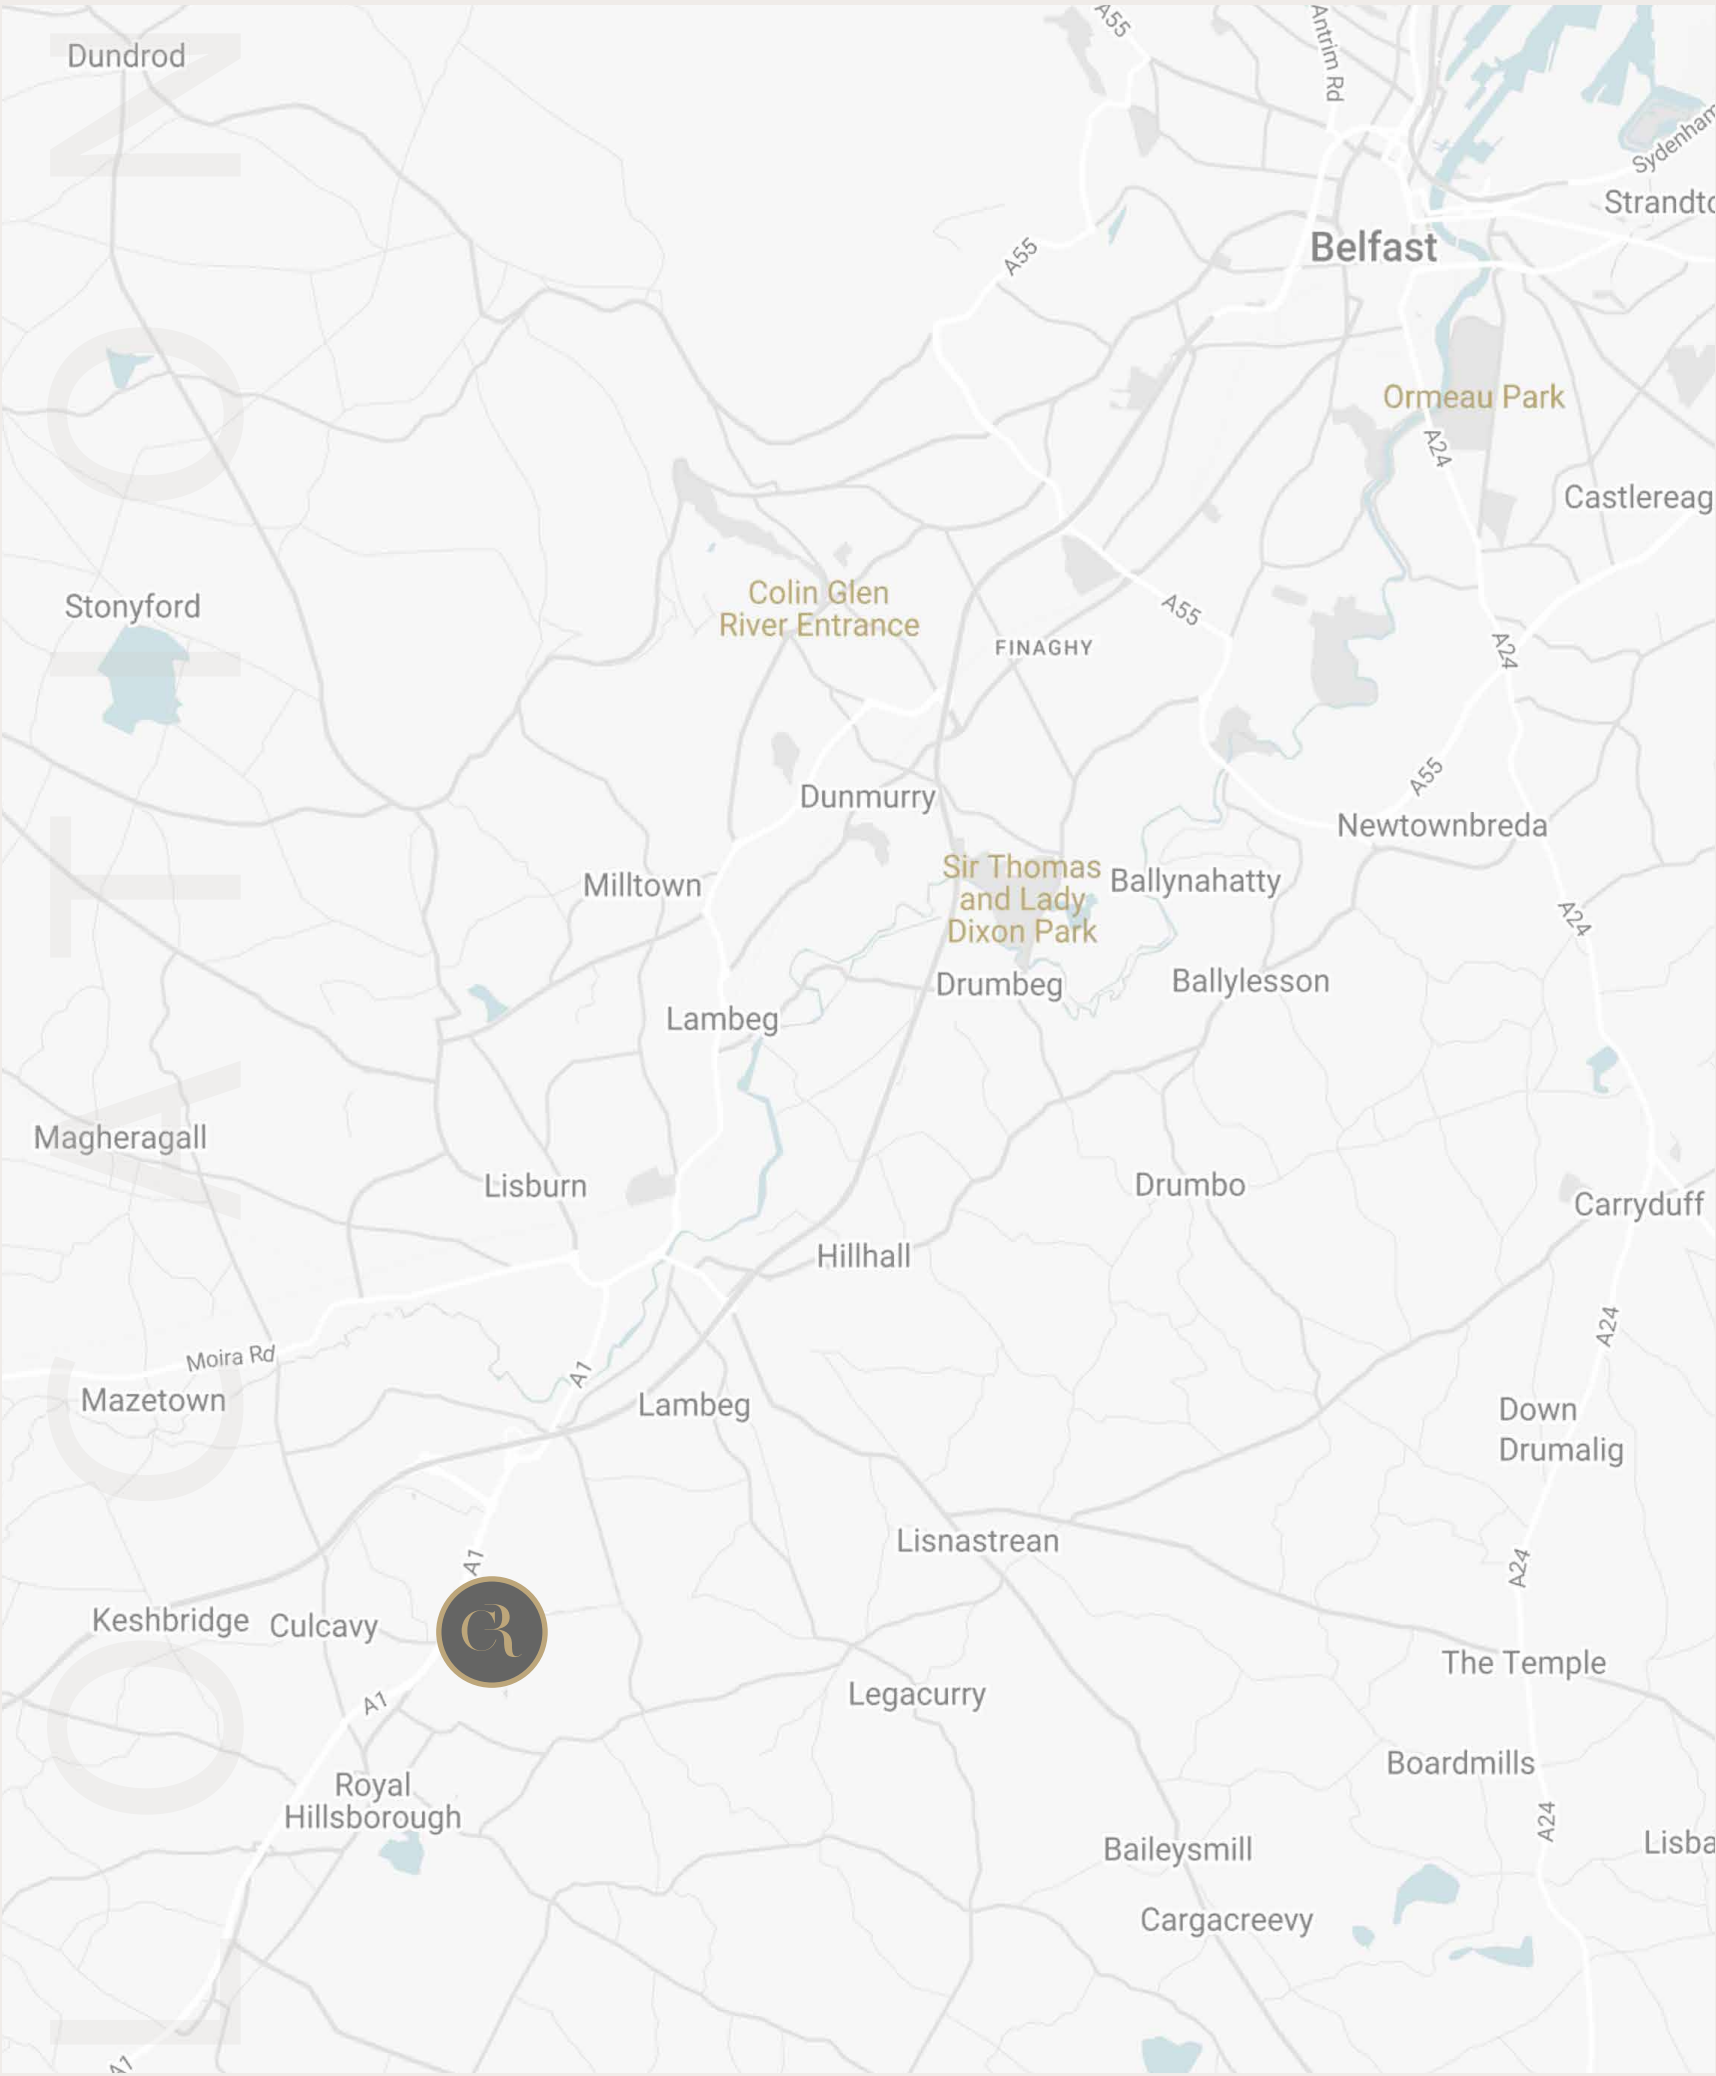 LOCATION
Dundrod
A55
Antrim Rd
Sydenham
Strandto
Belfast
A55
Ormeau Park
A24
Castlereag
Colin Glen
River Entrance
Stonyford
A55
FINAGHY
A24
A55
Dunmurry
Newtownbreda
Sir Thomas
and Lady
Dixon Park
Ballynahatty
Milltown
A24
Drumbeg
Ballylesson
Lambeg
Magheragall
Lisburn
Drumbo
Carryduff
Hillhall
A24
Moira Rd
A1
Mazetown
Lambeg
Down
Drumalig
Lisnastrean
A1
A24
Keshbridge
Culcavy
CR
The Temple
A1
Legacurry
Boardmills
Royal
Hillsborough
A24
Baileysmill
Lisba
Cargacreevy
A1